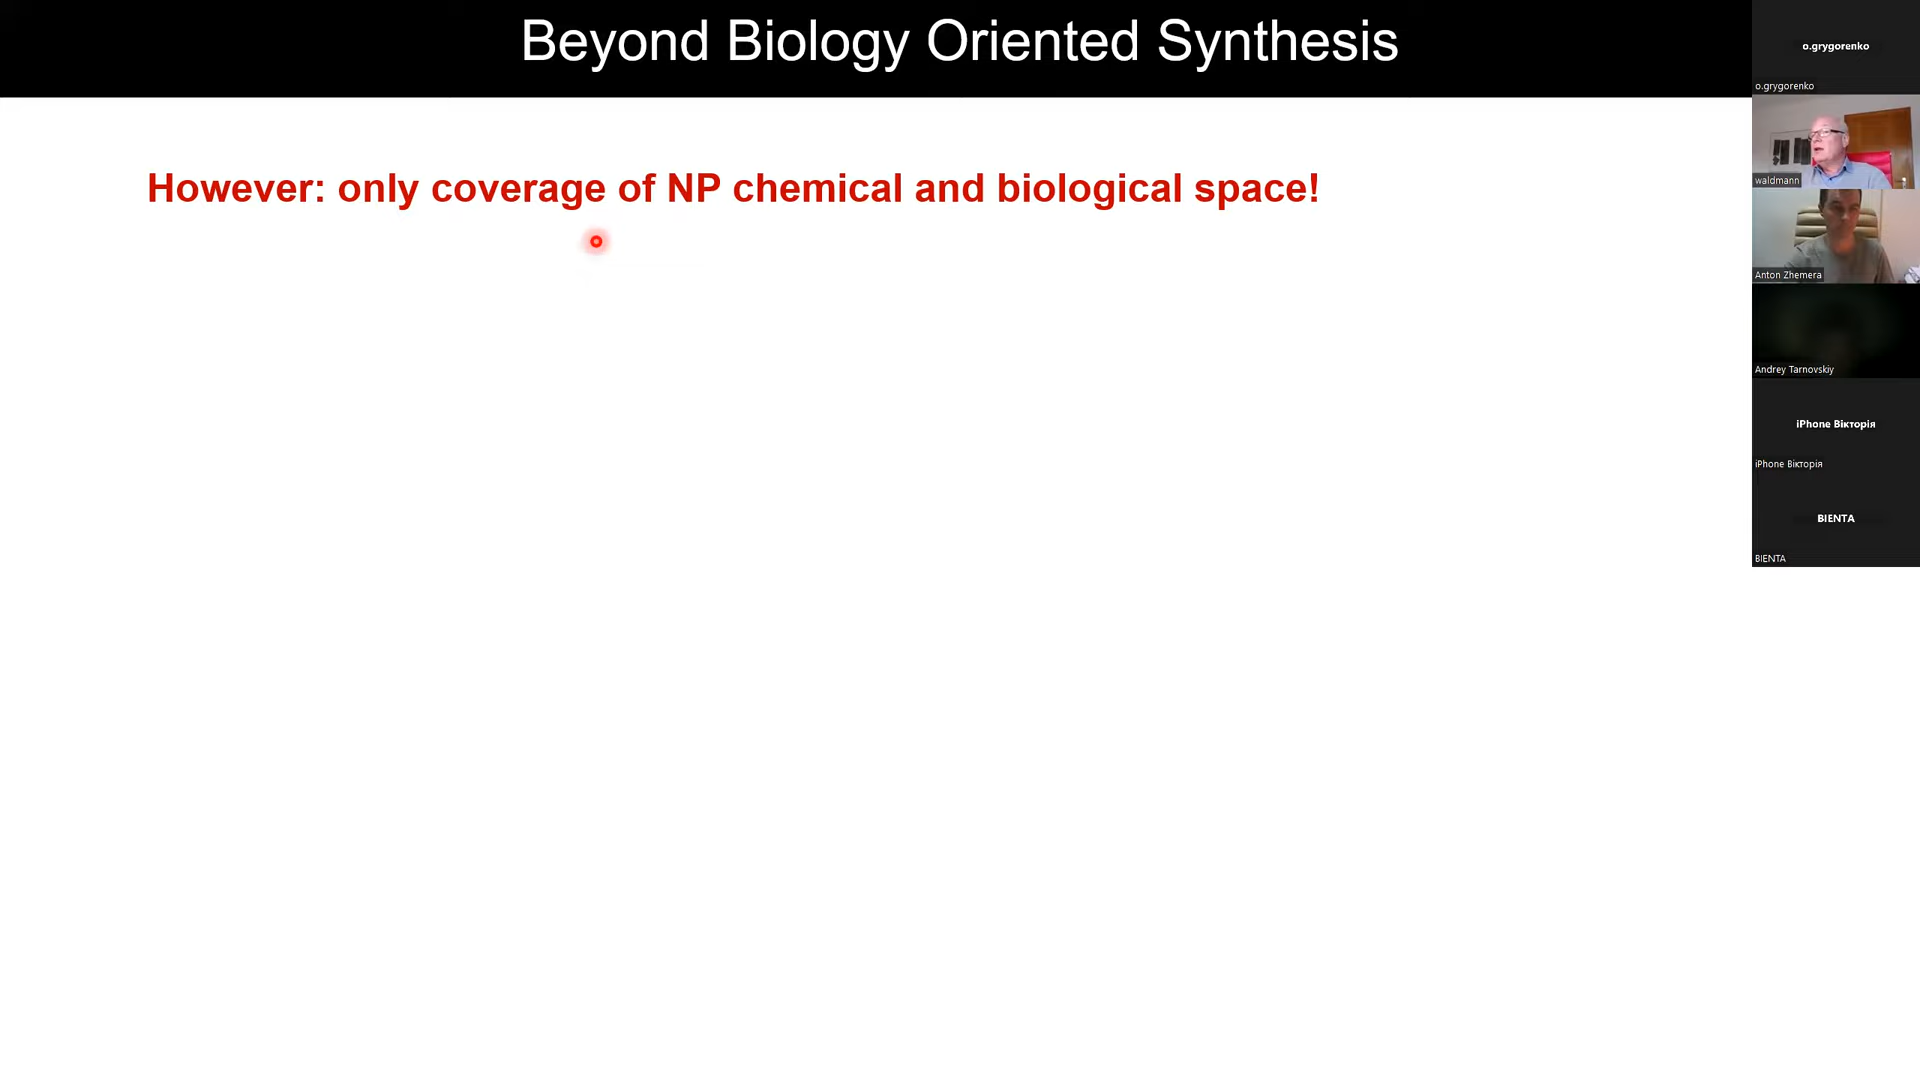 Beyond Biology Oriented Synthesis
However: only coverage of NP chemical and biological space!
o.grygorenko
o.grygorenko
waldmann
Anton Zhemera
Andrey Tarnovskiy
iPhone Вікторія
iPhone Вікторія
BIENTA
BIENTA